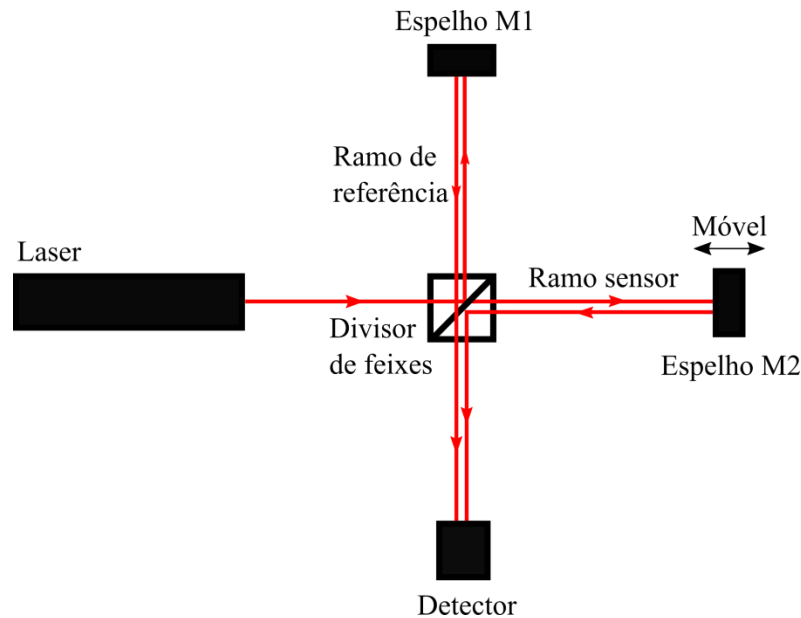 Espelho M1
Ramo de
referência
Laser
Móvel
Ramo sensor
Divisor
de feixes
Espelho M2
Detector